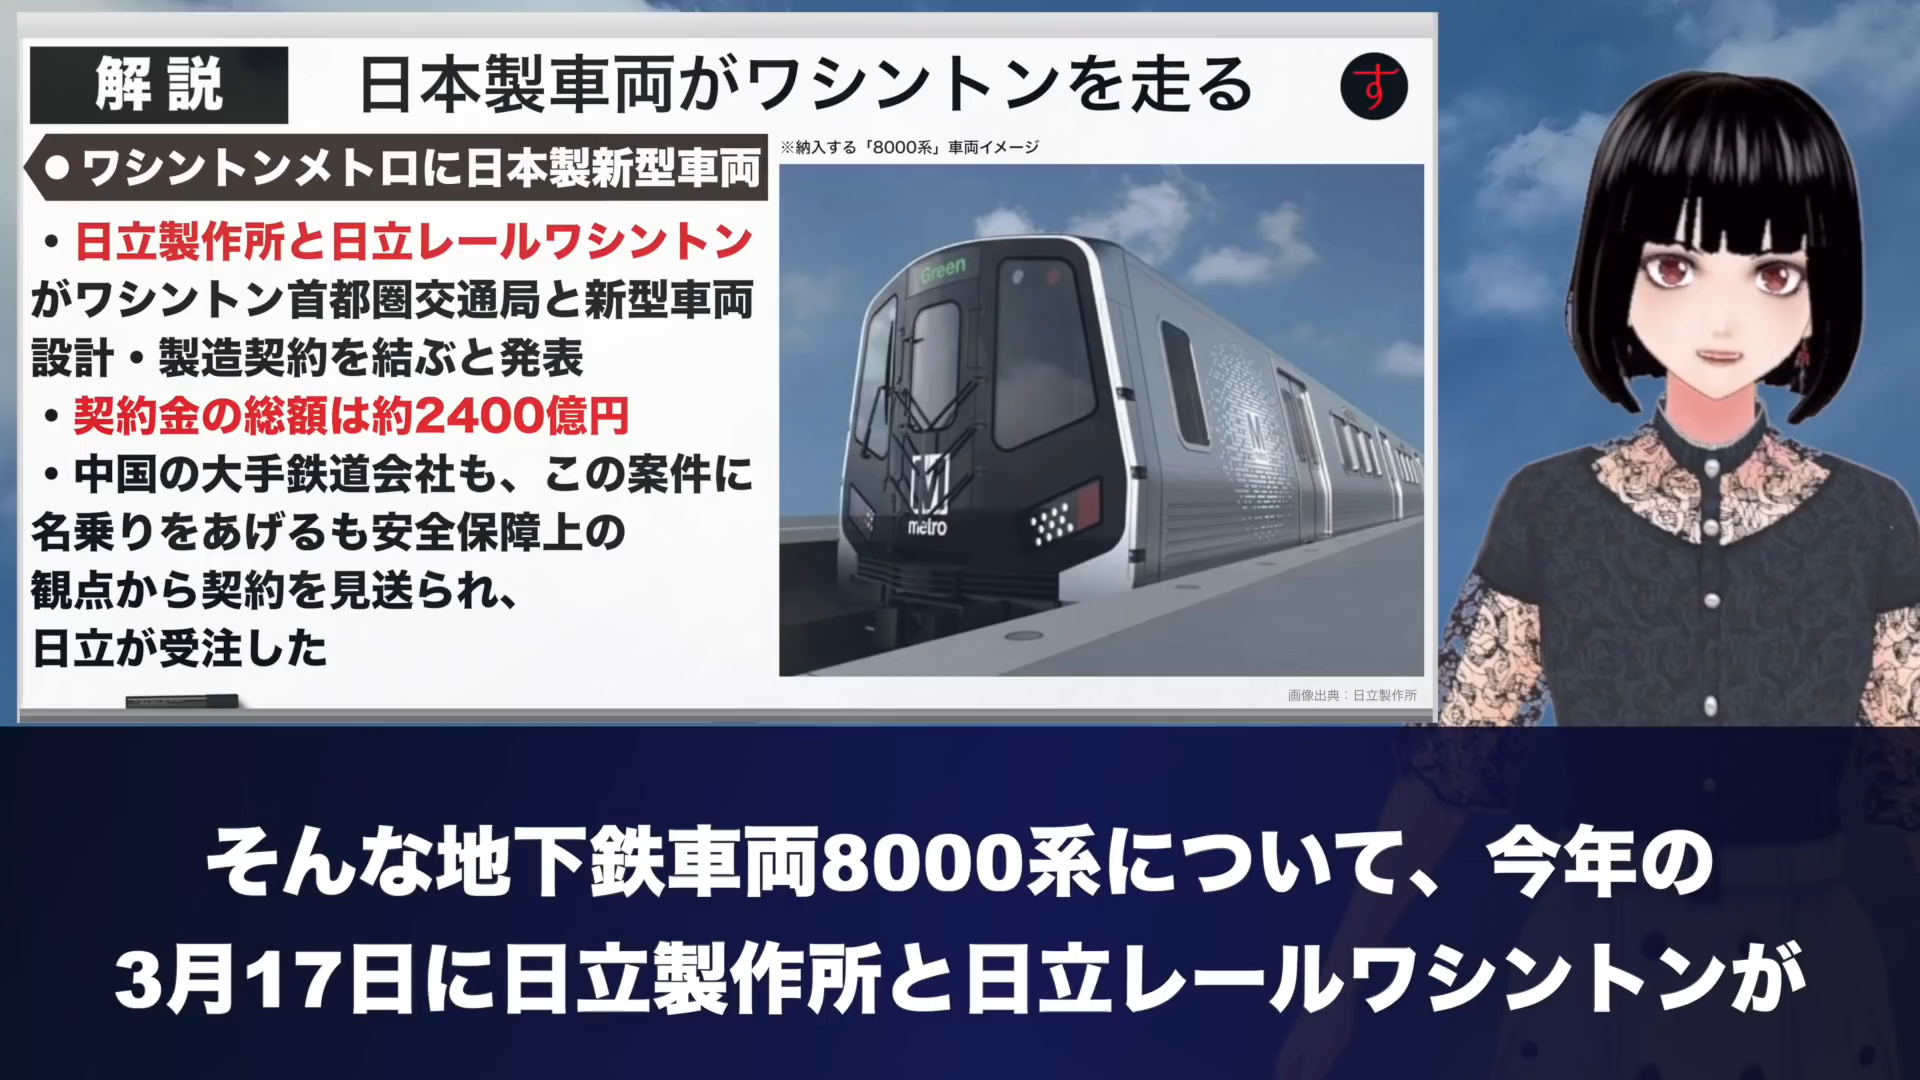 解説
日本製車両がワシントンを走る
す
●ワシントンメトロに日本製新型車両
※納入する「8000系」車両イメージ
・日立製作所と日立レールワシントン
がワシントン首都圏交通局と新型車両
設計・製造契約を結ぶと発表
・契約金の総額は約2400億円
・中国の大手鉄道会社も、この案件に
名乗りをあげるも安全保障上の
観点から契約を見送られ、
日立が受注した
Green
M
metro
画像出典：日立製作所
そんな地下鉄車両8000系について、今年の
3月17日に日立製作所と日立レールワシントンが